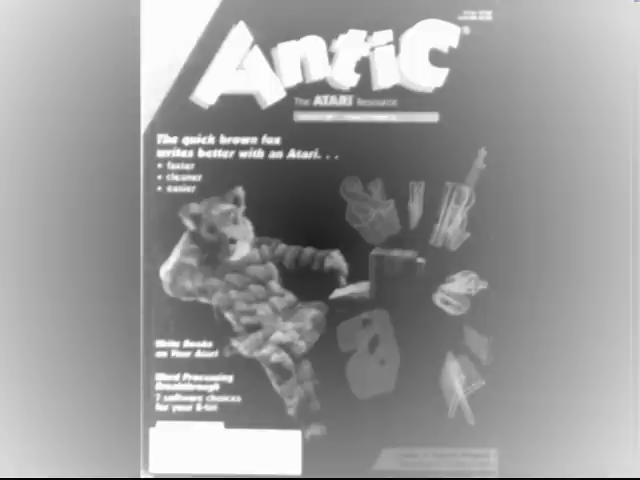 Antic
The ATARI Resource
The quick brown fox
writes better with an Atari. . .
• faster
• cleaner
• easier
Write Books
on Your Atari
Word Processing
Breakthrough
7 software choices
for your 8-bit